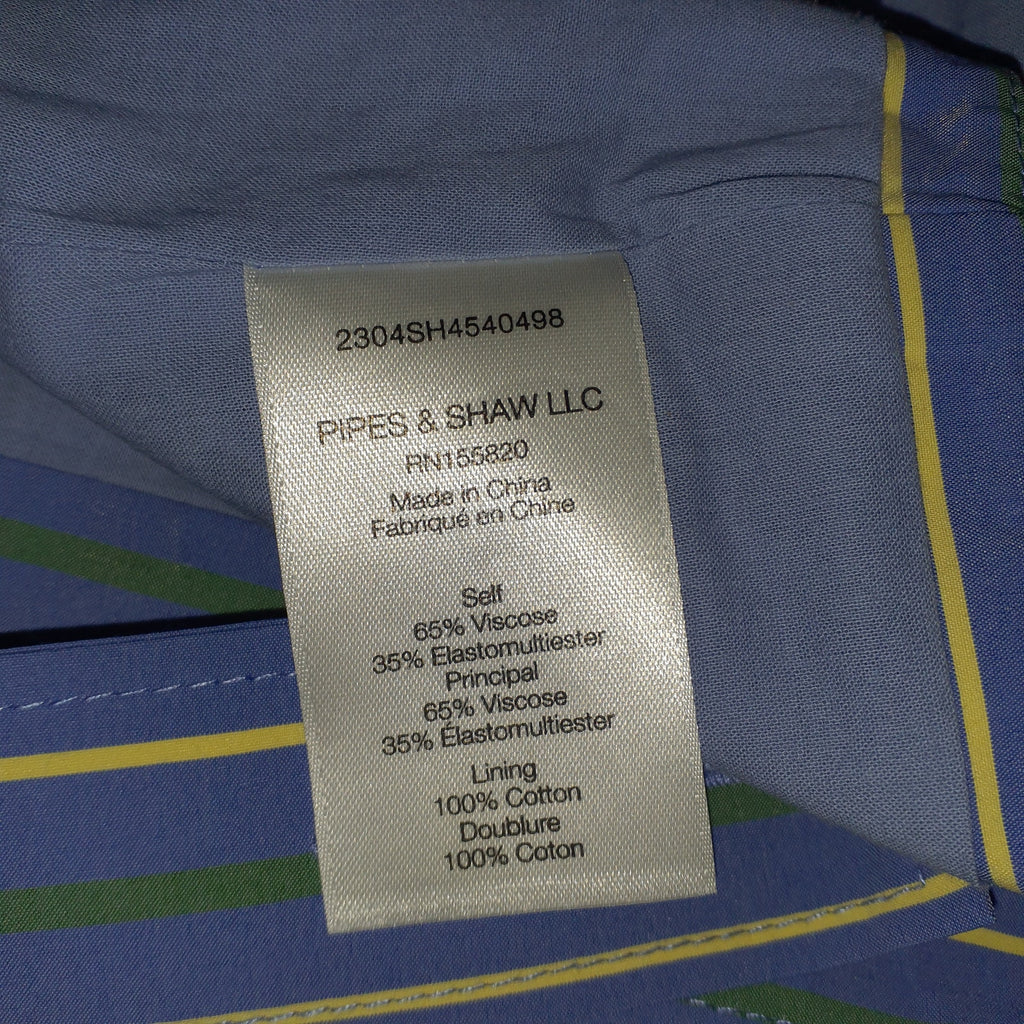 2304SH4540498
PIPES & SHAW LLC
RN155820
Made in China
Fabriqué en Chine
Self
65% Viscose
35% Elastomultiester
Principal
65% Viscose
35% Élastomultiester
Lining
100% Cotton
Doublure
100% Coton